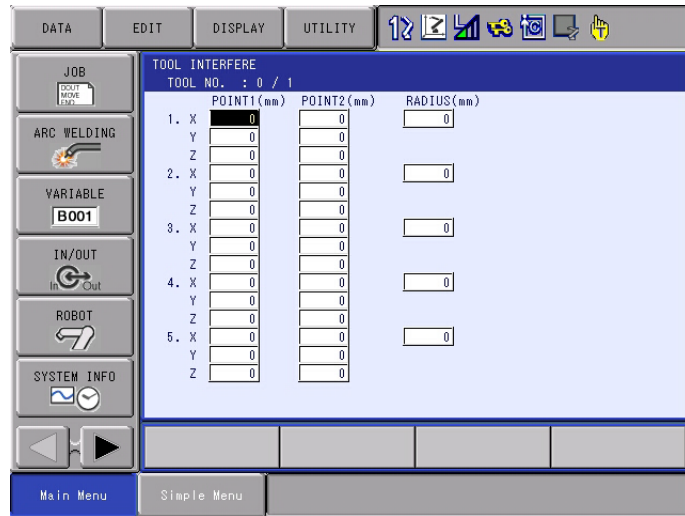 DATA EDIT DISPLAY UTILITY
JOB
DOUT
MOVE
END
ARC WELDING
VARIABLE
B001
IN/OUT
In Out
ROBOT
SYSTEM INFO
TOOL INTERFERE
TOOL NO. : 0 / 1
POINT1(mm) POINT2(mm) RADIUS(mm)
1. X 0 0 0
Y 0 0
Z 0 0
2. X 0 0 0
Y 0 0
Z 0 0
3. X 0 0 0
Y 0 0
Z 0 0
4. X 0 0 0
Y 0 0
Z 0 0
5. X 0 0 0
Y 0 0
Z 0 0
Main Menu Simple Menu